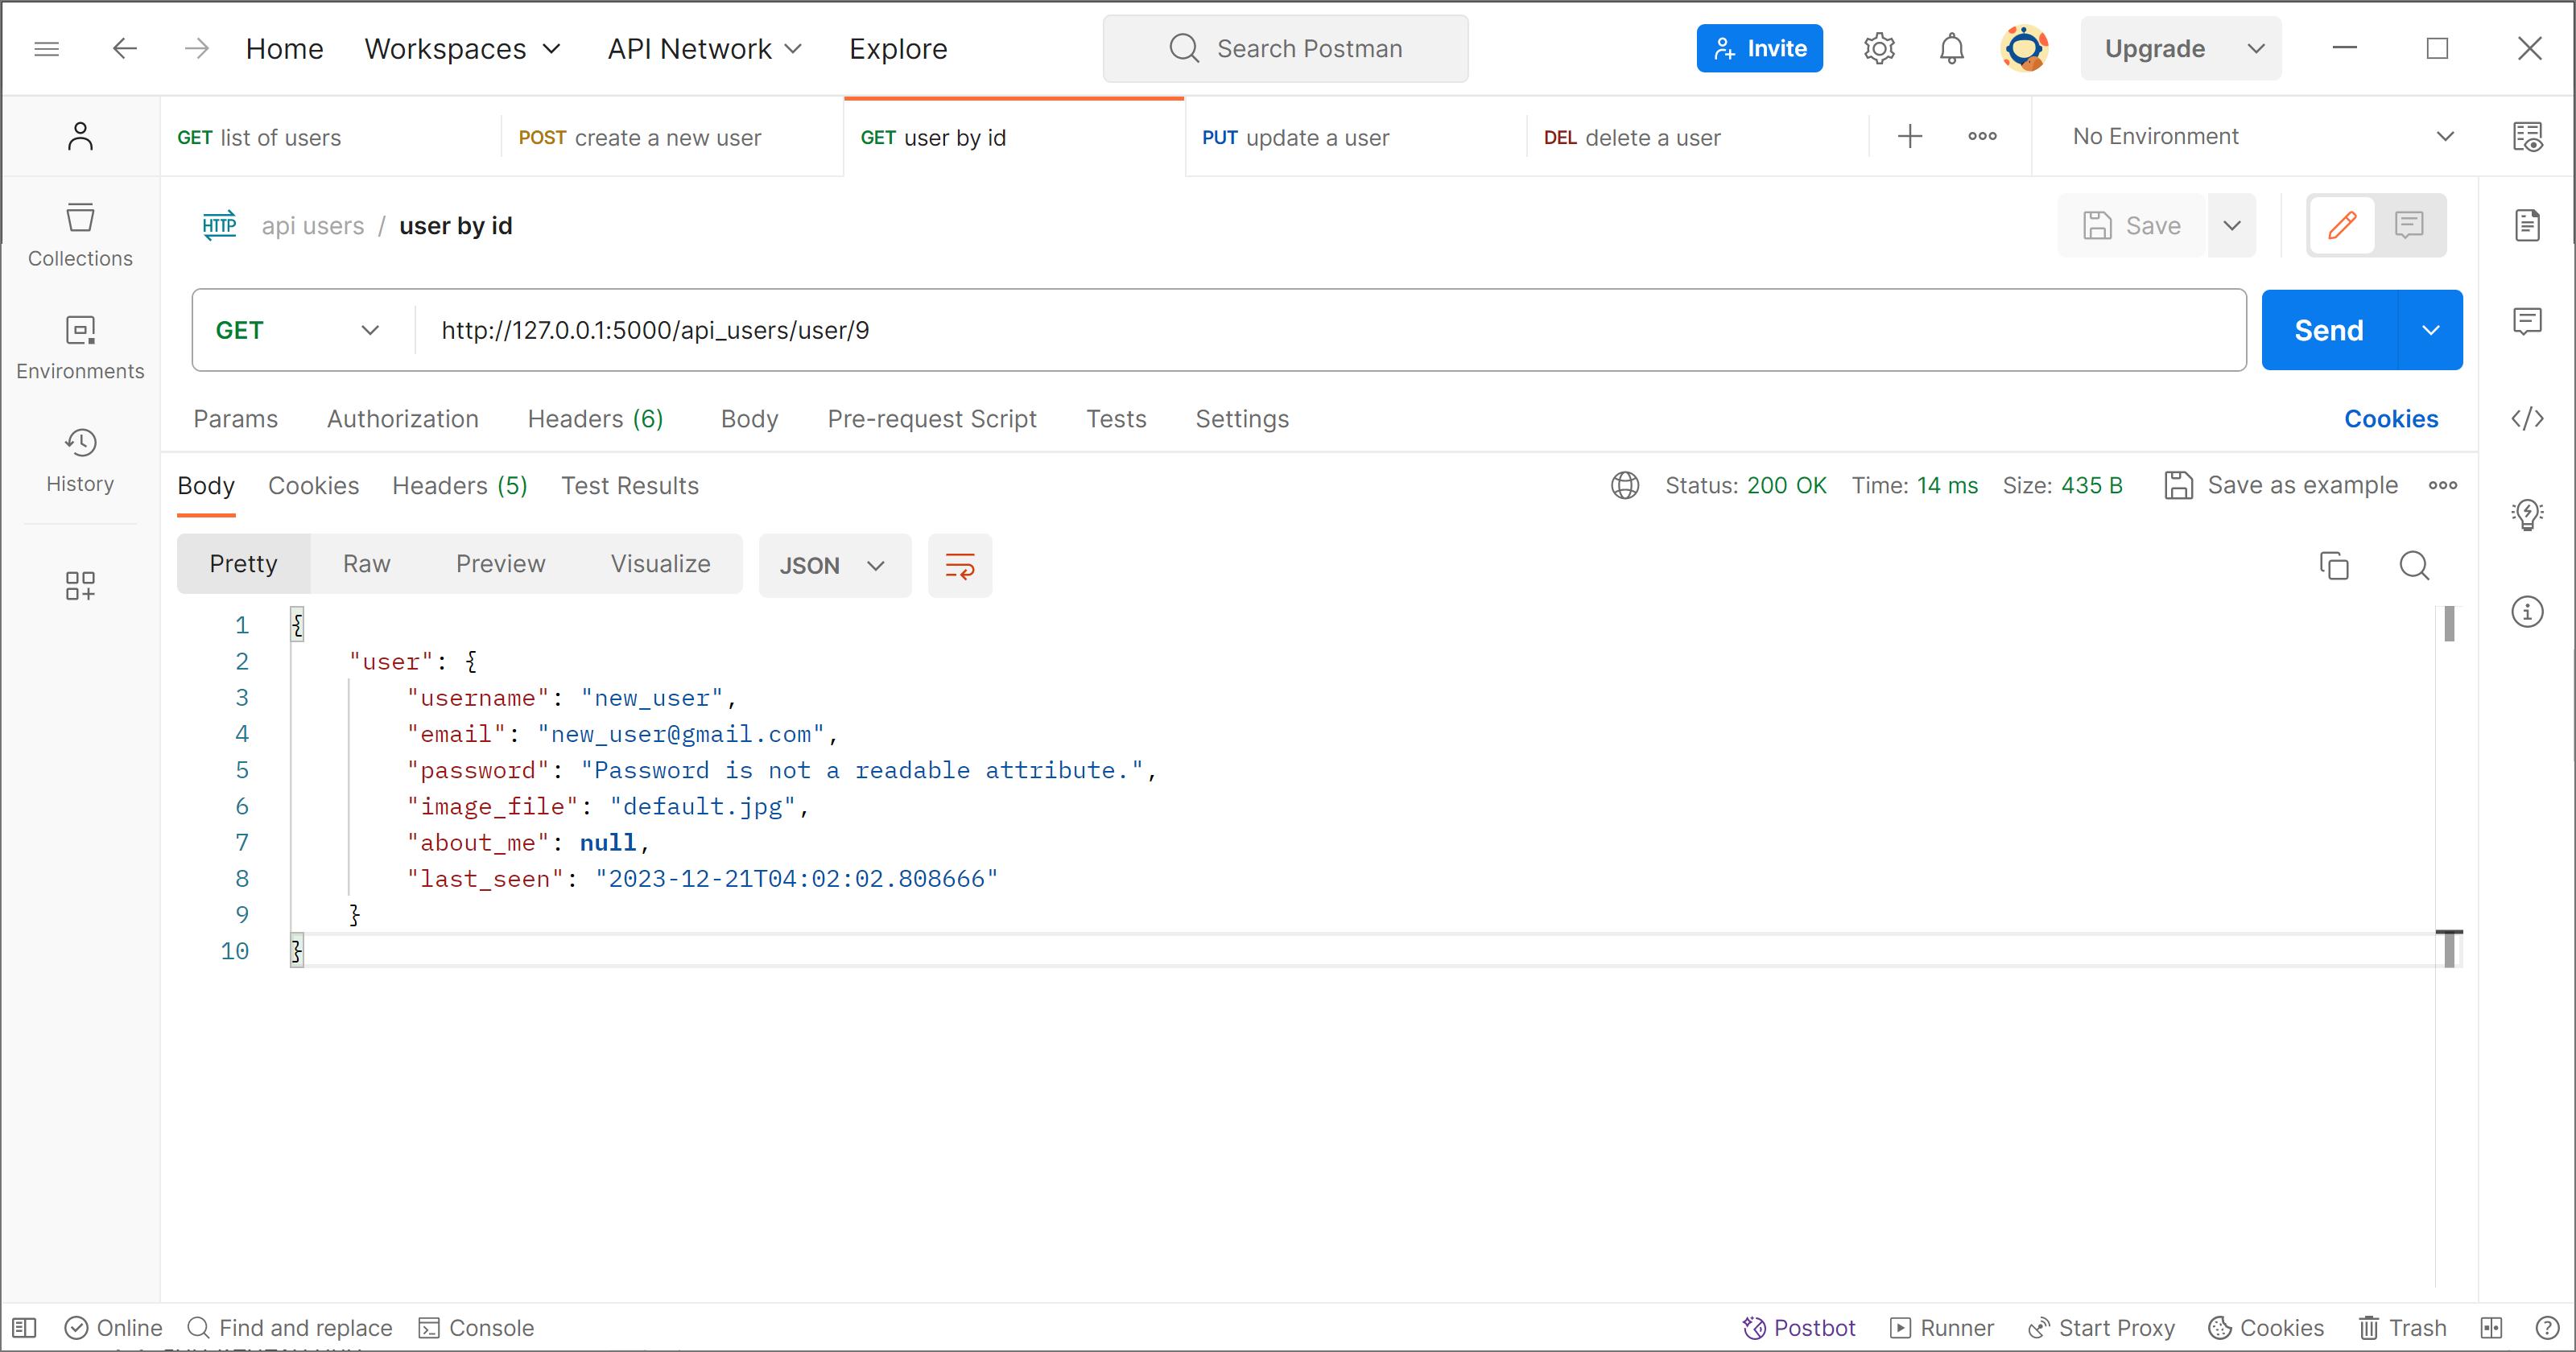 Home Workspaces API Network Explore Search Postman Invite Upgrade
GET list of users POST create a new user GET user by id PUT update a user DEL delete a user No Environment
HTTP api users / user by id Save
Collections
GET http://127.0.0.1:5000/api_users/user/9 Send
Environments
Params Authorization Headers (6) Body Pre-request Script Tests Settings Cookies
History
Body Cookies Headers (5) Test Results Status: 200 OK Time: 14 ms Size: 435 B Save as example
Pretty Raw Preview Visualize JSON
1 {
2 "user": {
3 "username": "new_user",
4 "email": "new_user@gmail.com",
5 "password": "Password is not a readable attribute.",
6 "image_file": "default.jpg",
7 "about_me": null,
8 "last_seen": "2023-12-21T04:02:02.808666"
9 }
10 }
Online Find and replace Console Postbot Runner Start Proxy Cookies Trash